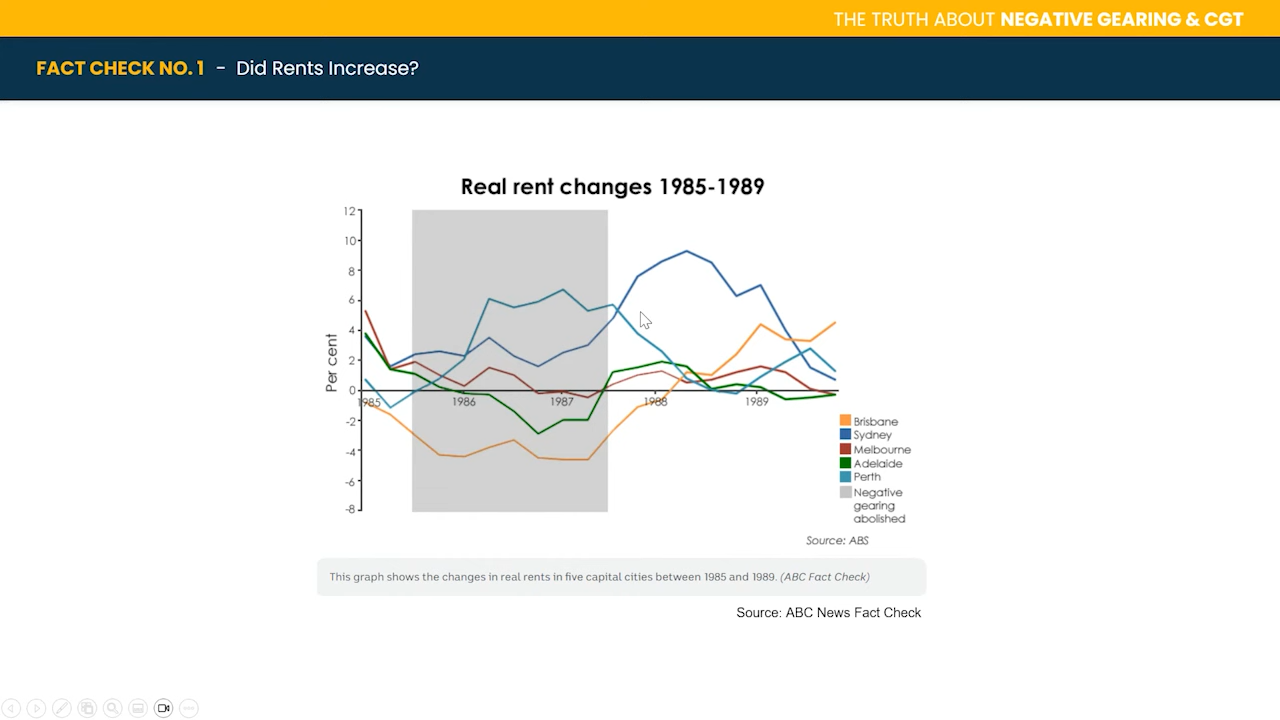 THE TRUTH ABOUT NEGATIVE GEARING & CGT
FACT CHECK NO. 1 - Did Rents Increase?
Real rent changes 1985-1989
Per cent
12
10
8
6
4
2
0
-2
-4
-6
-8
1985
1986
1987
1988
1989
Brisbane
Sydney
Melbourne
Adelaide
Perth
Negative
gearing
abolished
Source: ABS
This graph shows the changes in real rents in five capital cities between 1985 and 1989. (ABC Fact Check)
Source: ABC News Fact Check